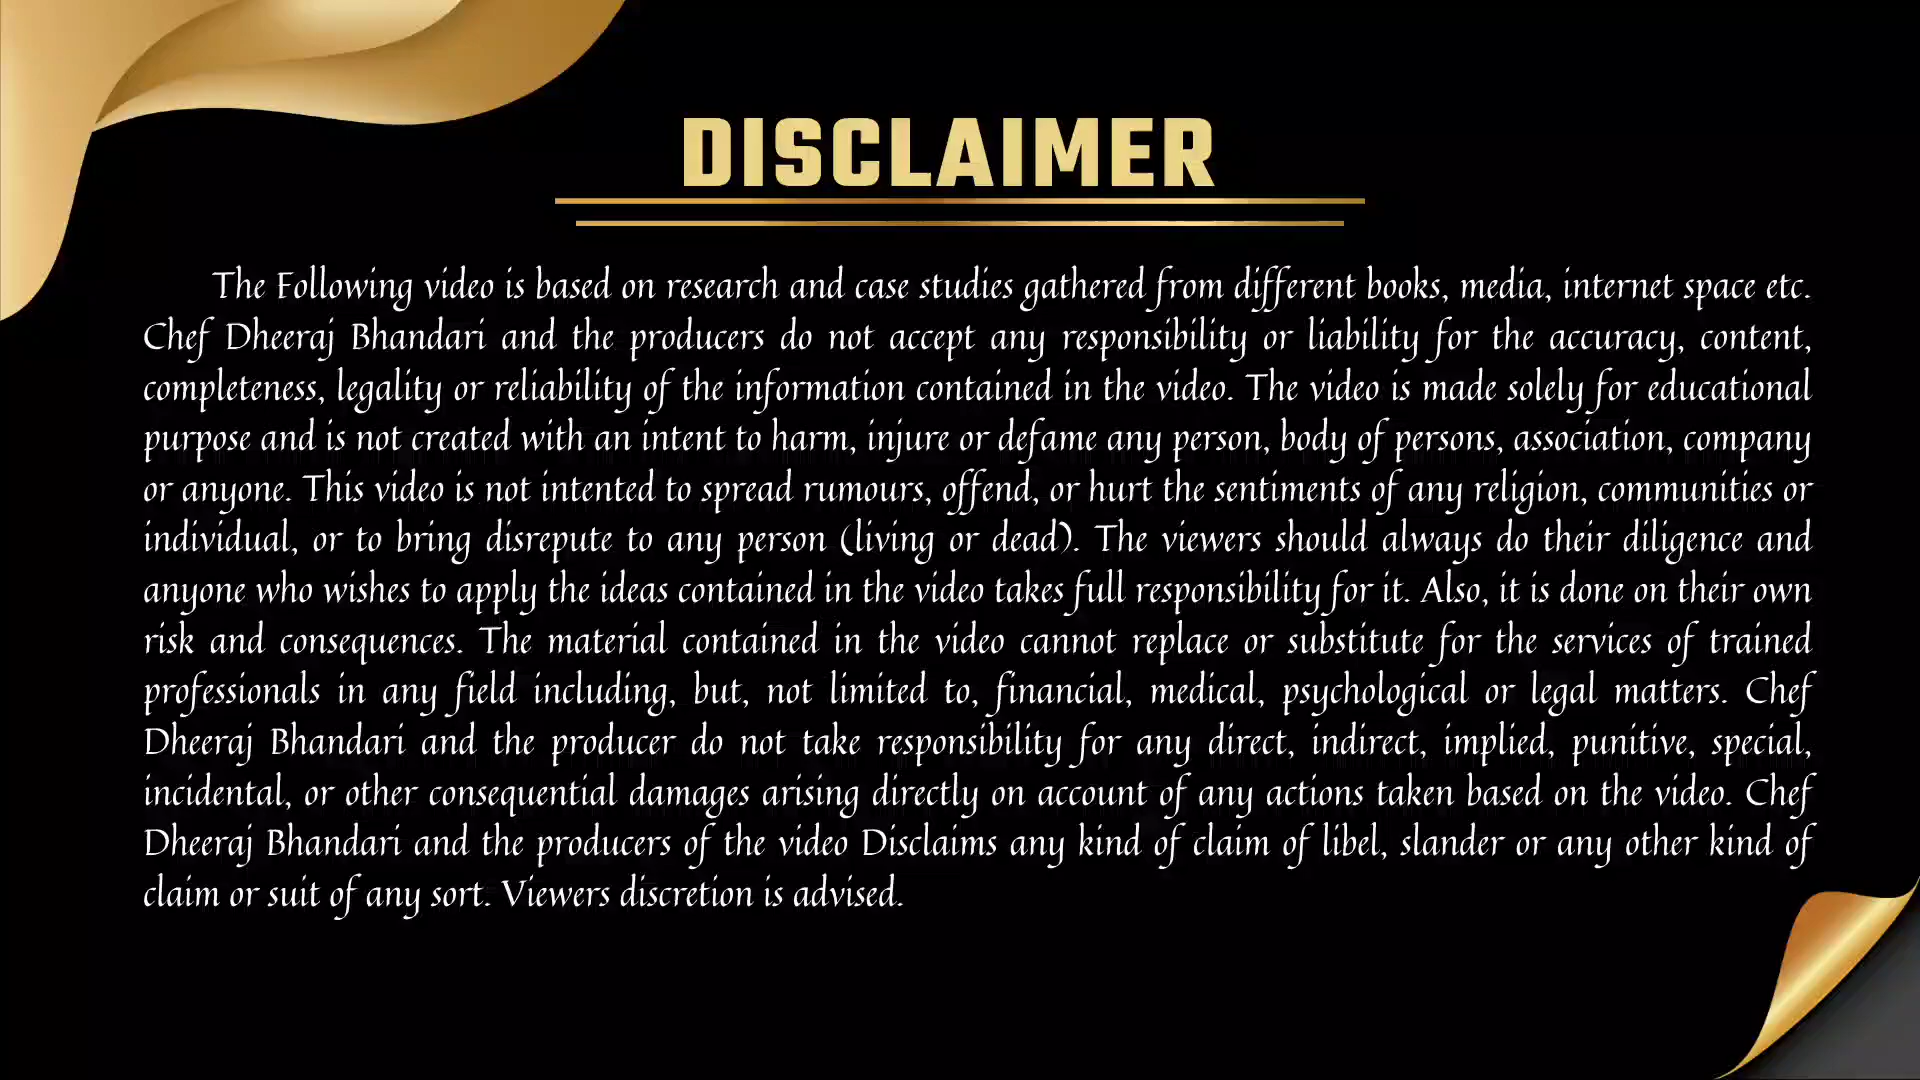 DISCLAIMER
The Following video is based on research and case studies gathered from different books, media, internet space etc.
Chef Dheeraj Bhandari and the producers do not accept any responsibility or liability for the accuracy, content,
completeness, legality or reliability of the information contained in the video. The video is made solely for educational
purpose and is not created with an intent to harm, injure or defame any person, body of persons, association, company
or anyone. This video is not intented to spread rumours, offend, or hurt the sentiments of any religion, communities or
individual, or to bring disrepute to any person (living or dead). The viewers should always do their diligence and
anyone who wishes to apply the ideas contained in the video takes full responsibility for it. Also, it is done on their own
risk and consequences. The material contained in the video cannot replace or substitute for the services of trained
professionals in any field including, but, not limited to, financial, medical, psychological or legal matters. Chef
Dheeraj Bhandari and the producer do not take responsibility for any direct, indirect, implied, punitive, special,
incidental, or other consequential damages arising directly on account of any actions taken based on the video. Chef
Dheeraj Bhandari and the producers of the video Disclaims any kind of claim of libel, slander or any other kind of
claim or suit of any sort. Viewers discretion is advised.